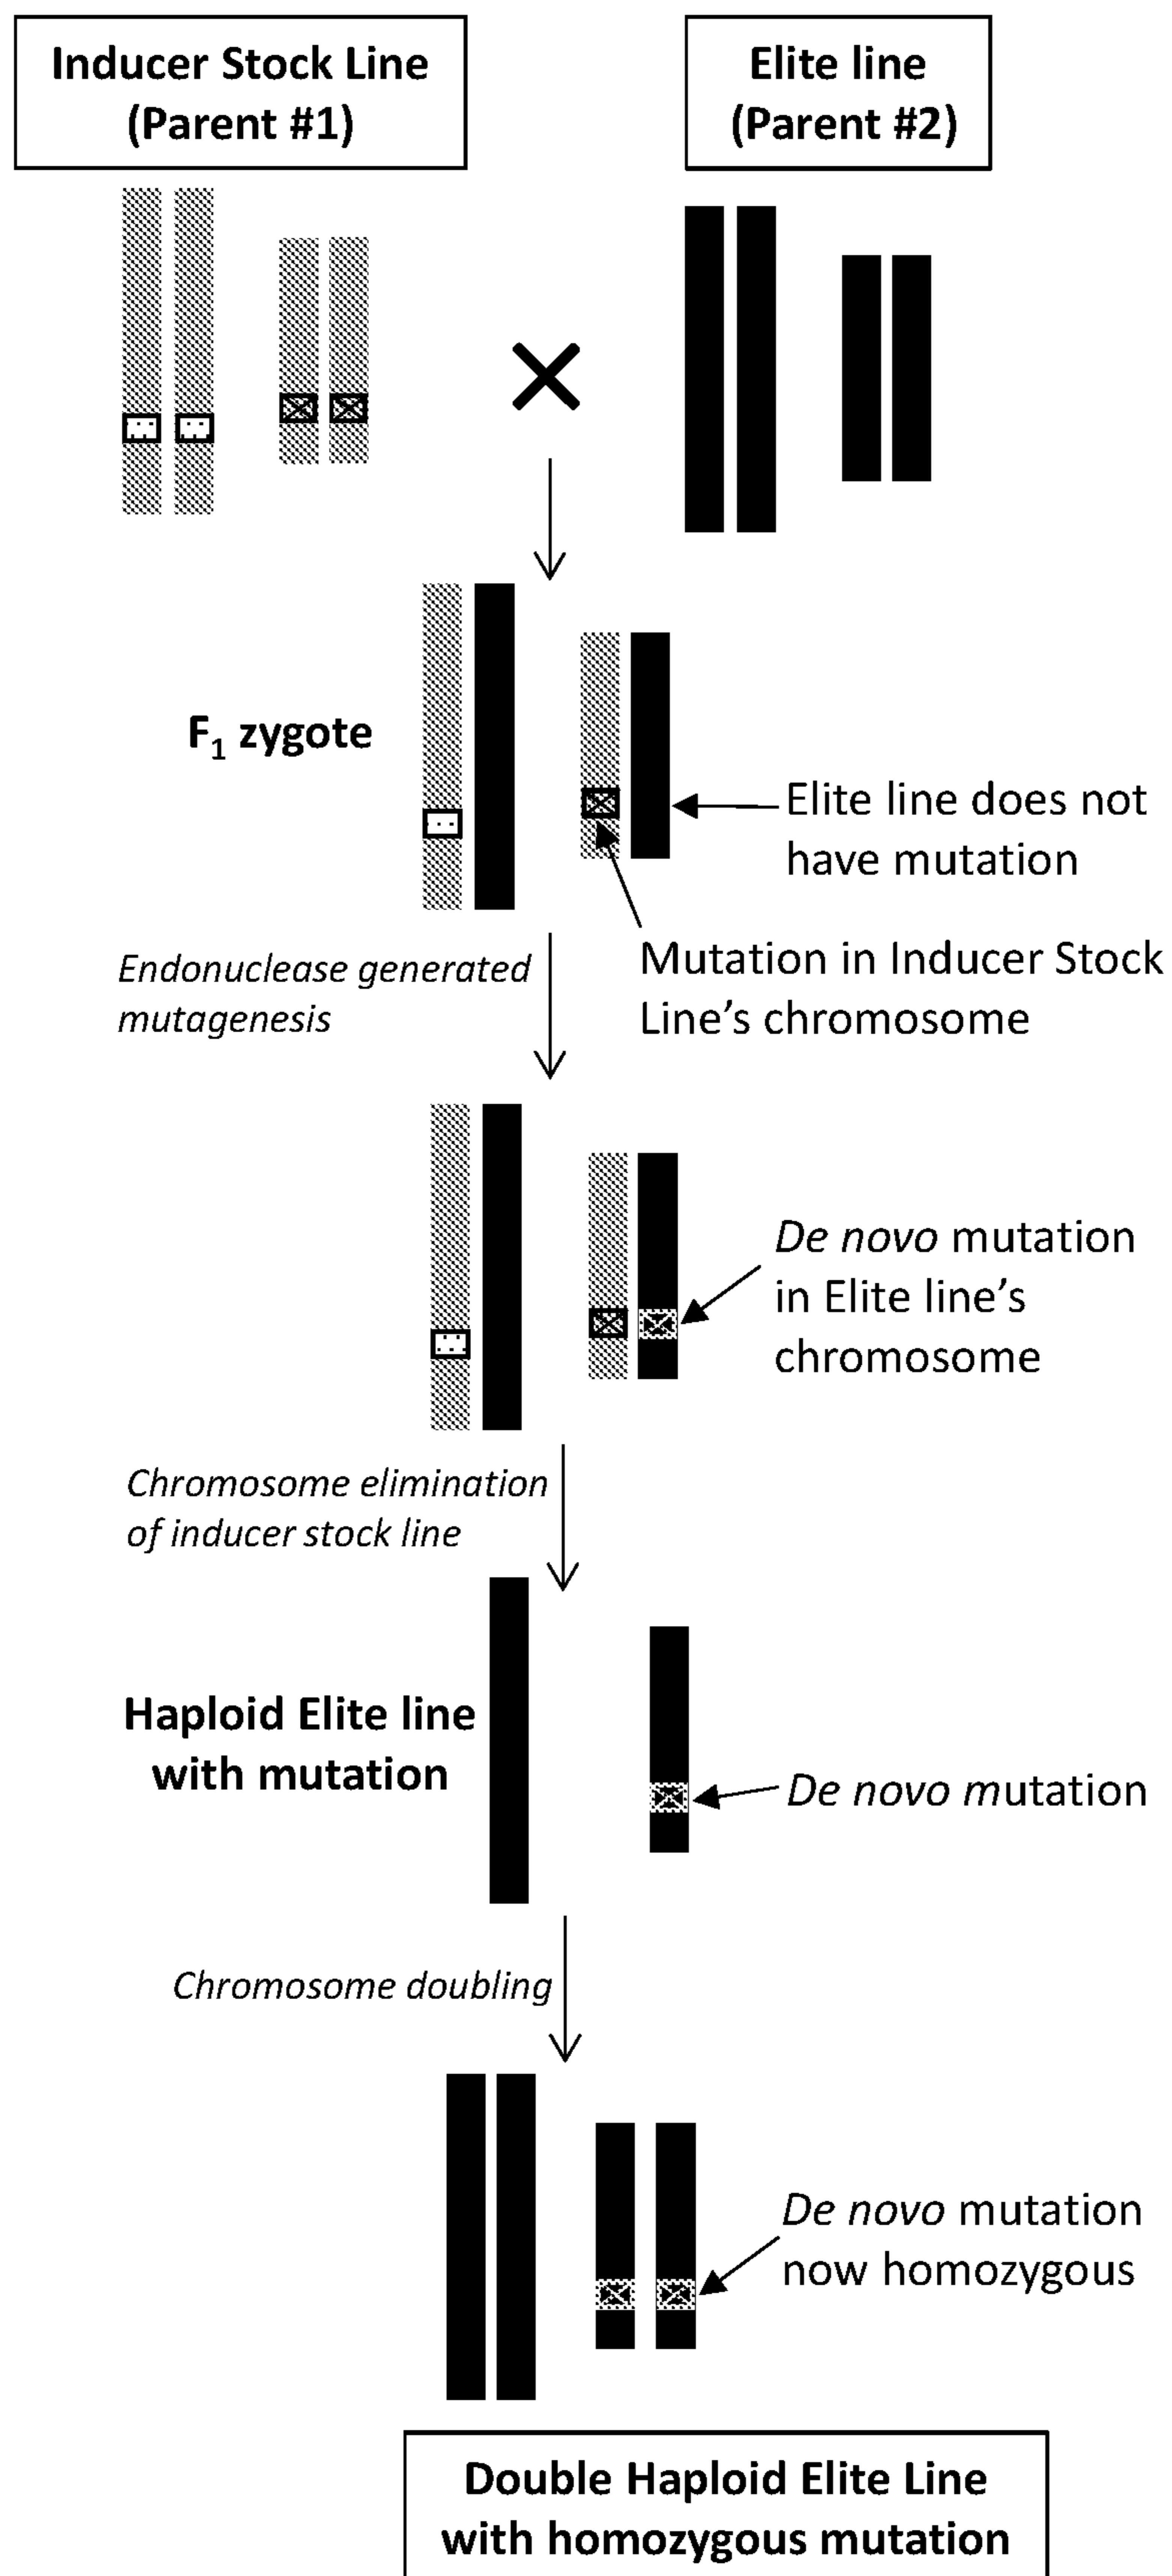 Inducer Stock Line
(Parent #1)
Elite line
(Parent #2)
F₁ zygote
Elite line does not
have mutation
Mutation in Inducer Stock
Line's chromosome
Endonuclease generated
mutagenesis
De novo mutation
in Elite line's
chromosome
Chromosome elimination
of inducer stock line
Haploid Elite line
with mutation
De novo mutation
Chromosome doubling
De novo mutation
now homozygous
Double Haploid Elite Line
with homozygous mutation